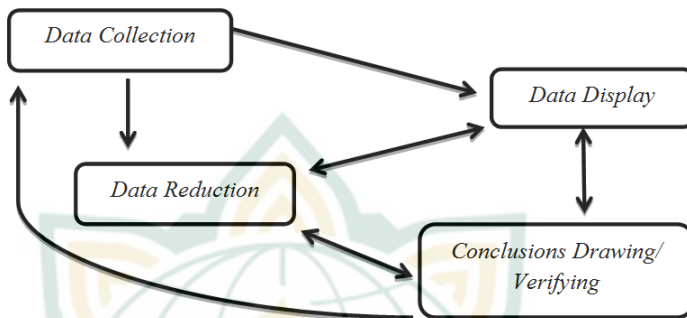 Data Collection
Data Display
Data Reduction
Conclusions Drawing/
Verifying